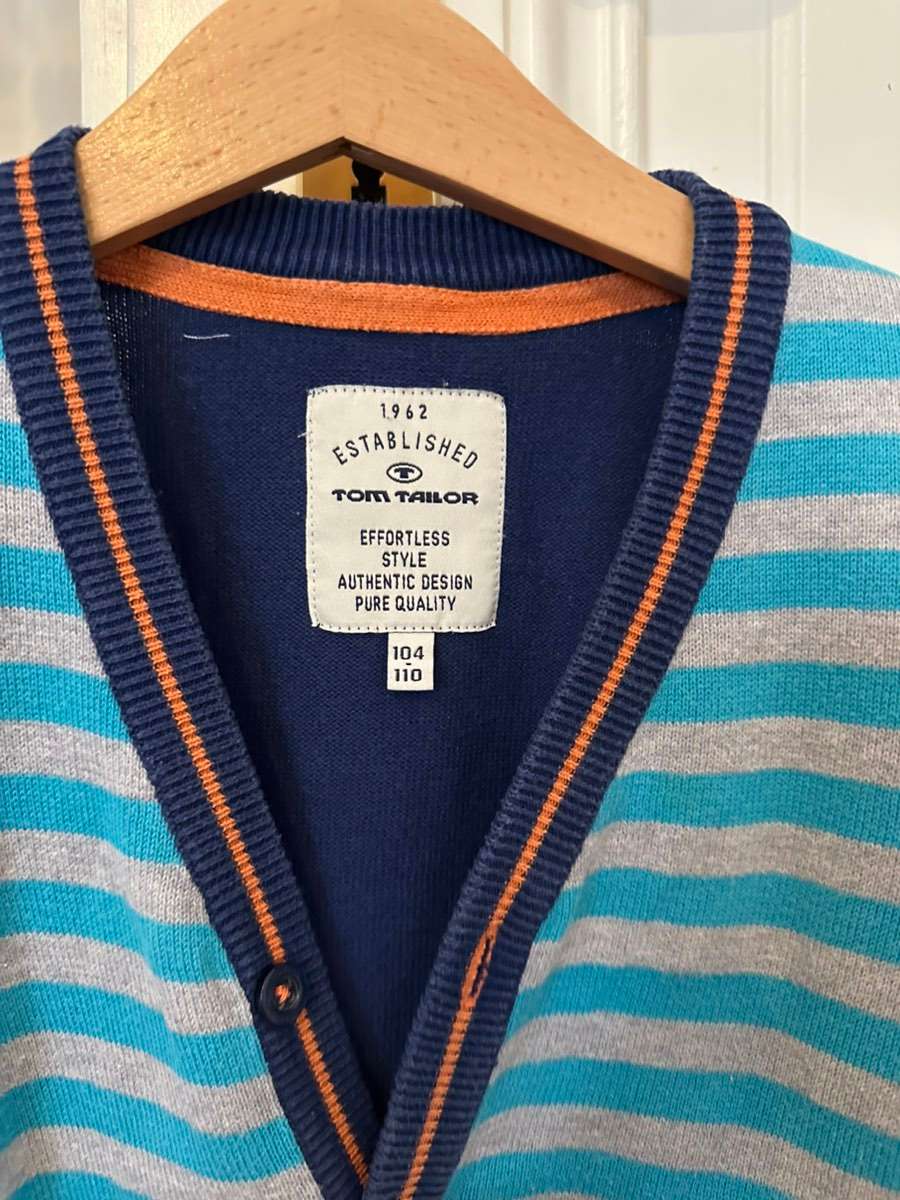 1962
ESTABLISHED
T
TOM TAILOR
EFFORTLESS
STYLE
AUTHENTIC DESIGN
PURE QUALITY
104
-
110